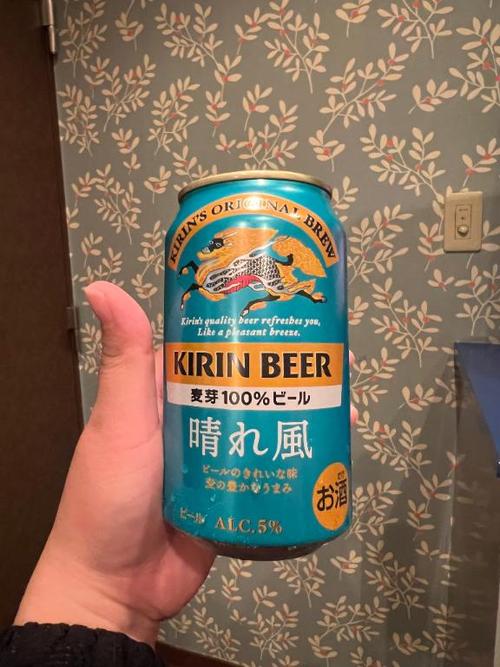 KIRIN'S ORIGINAL BREW
Kirin's quality beer refreshes you,
Like a pleasant breeze.
KIRIN BEER
麦芽100%ビール
晴れ風
ビールのきれいな味
麦の豊かなうまみ
お酒
ビール ALC.5%